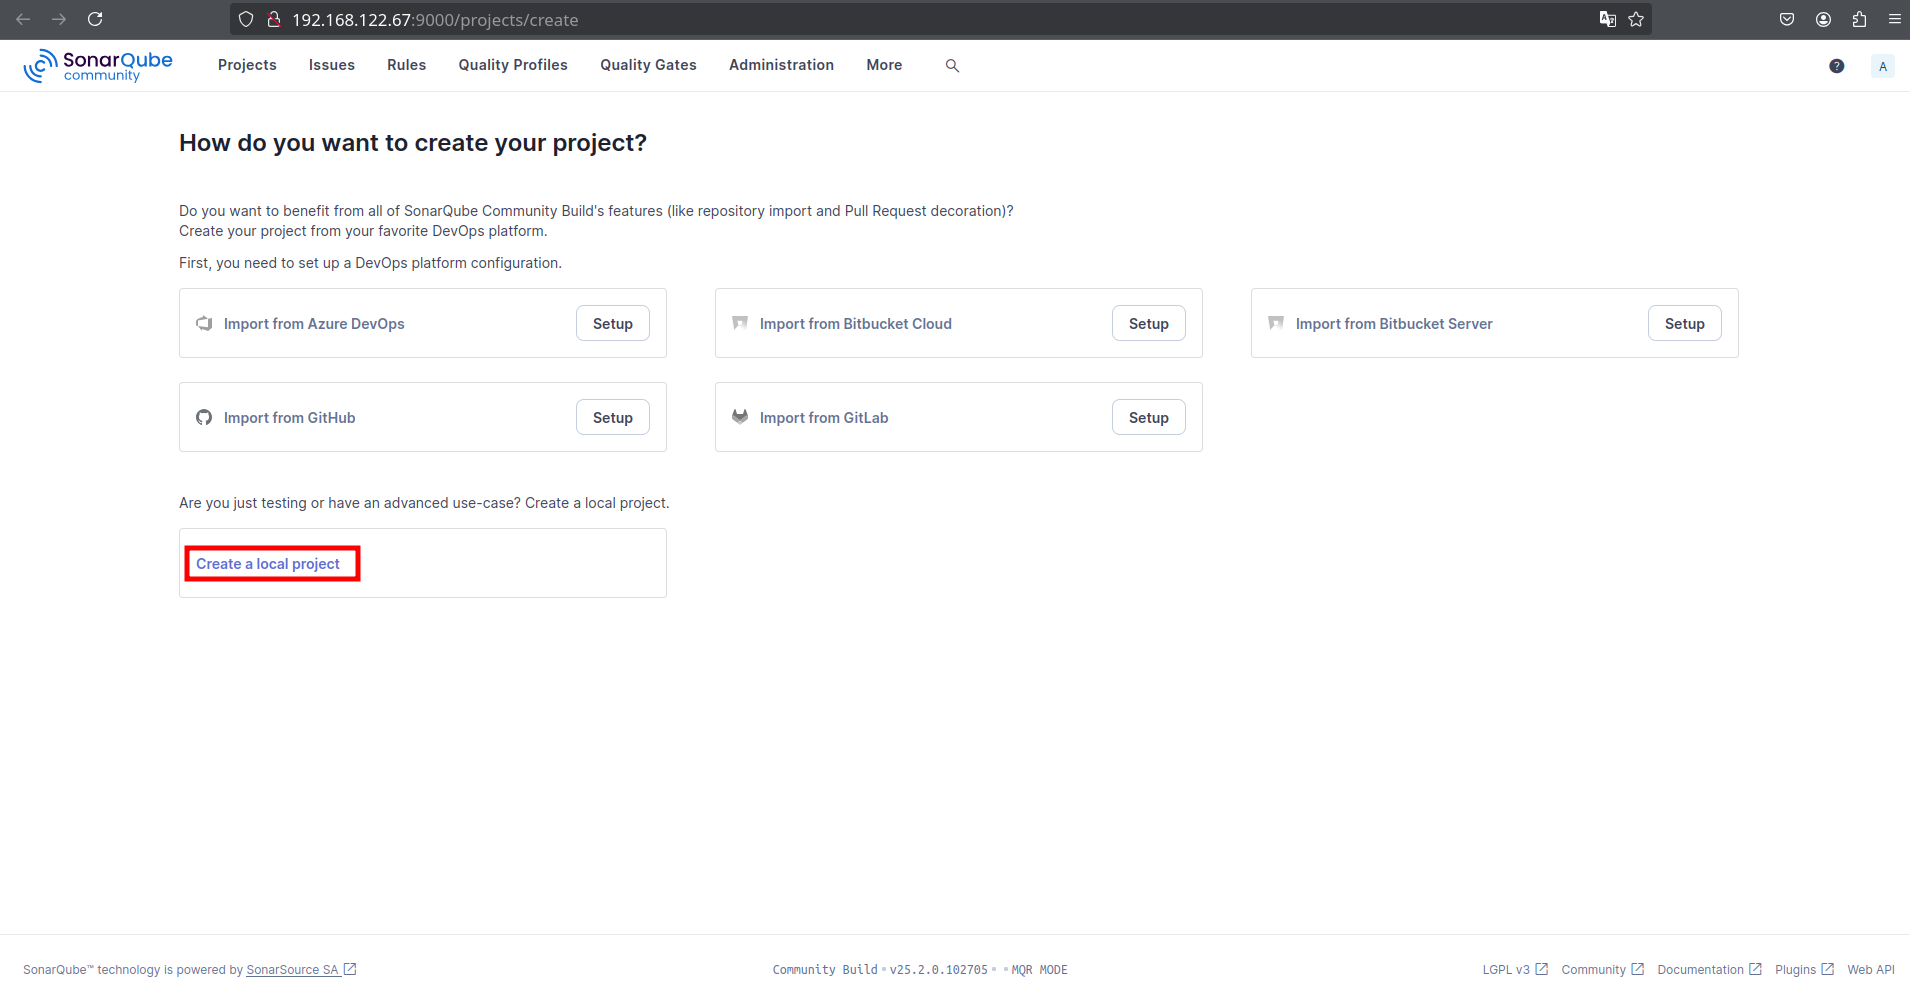 192.168.122.67:9000/projects/create
SonarQube
community
Projects Issues Rules Quality Profiles Quality Gates Administration More
?
A
How do you want to create your project?
Do you want to benefit from all of SonarQube Community Build's features (like repository import and Pull Request decoration)?
Create your project from your favorite DevOps platform.
First, you need to set up a DevOps platform configuration.
Import from Azure DevOps Setup
Import from Bitbucket Cloud Setup
Import from Bitbucket Server Setup
Import from GitHub Setup
Import from GitLab Setup
Are you just testing or have an advanced use-case? Create a local project.
Create a local project
SonarQube™ technology is powered by SonarSource SA
Community Build • v25.2.0.102705 • • MQR MODE
LGPL v3 Community Documentation Plugins Web API